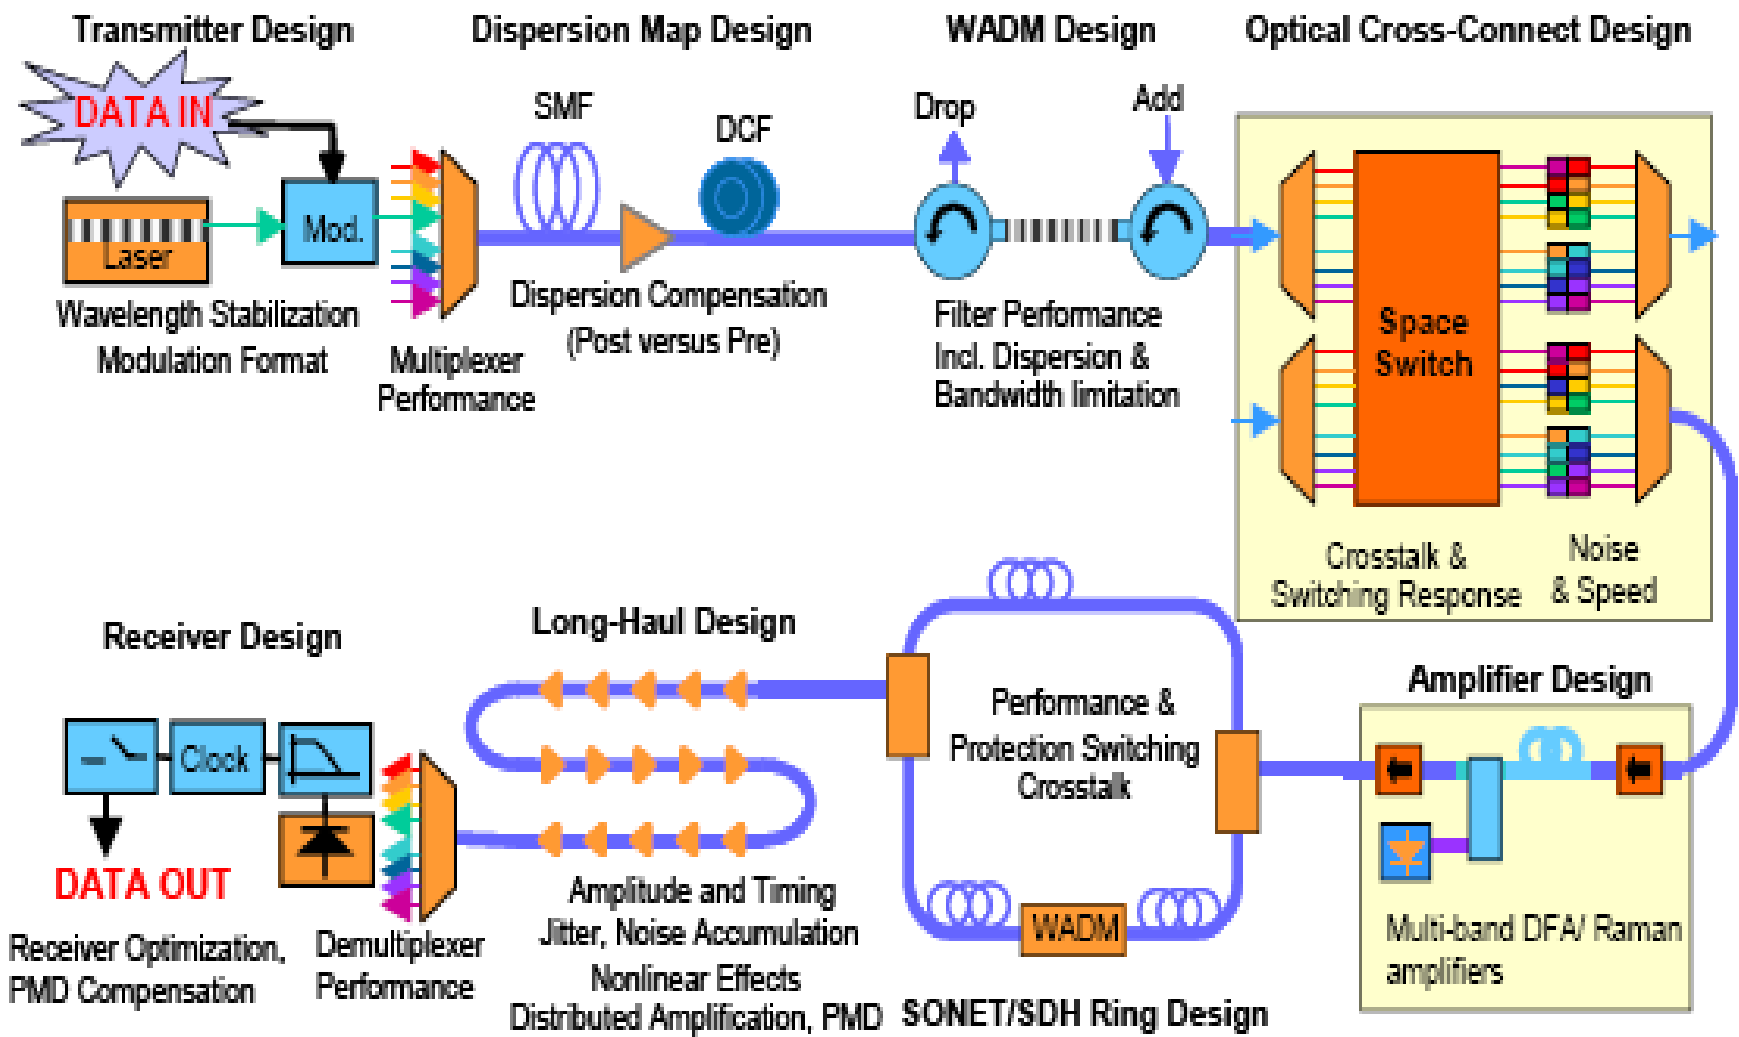 Transmitter Design
DATA IN
Laser
Mod.
Wavelength Stabilization
Modulation Format
Multiplexer
Performance
Dispersion Map Design
SMF
DCF
Dispersion Compensation
(Post versus Pre)
WADM Design
Drop
Add
Filter Performance
Incl. Dispersion &
Bandwidth limitation
Optical Cross-Connect Design
Space
Switch
Crosstalk &
Switching Response
Noise
& Speed
Amplifier Design
Multi-band DFA/ Raman
amplifiers
Performance &
Protection Switching
Crosstalk
WADM
SONET/SDH Ring Design
Long-Haul Design
Amplitude and Timing
Jitter, Noise Accumulation
Nonlinear Effects
Distributed Amplification, PMD
Receiver Design
Clock
DATA OUT
Receiver Optimization,
PMD Compensation
Demultiplexer
Performance